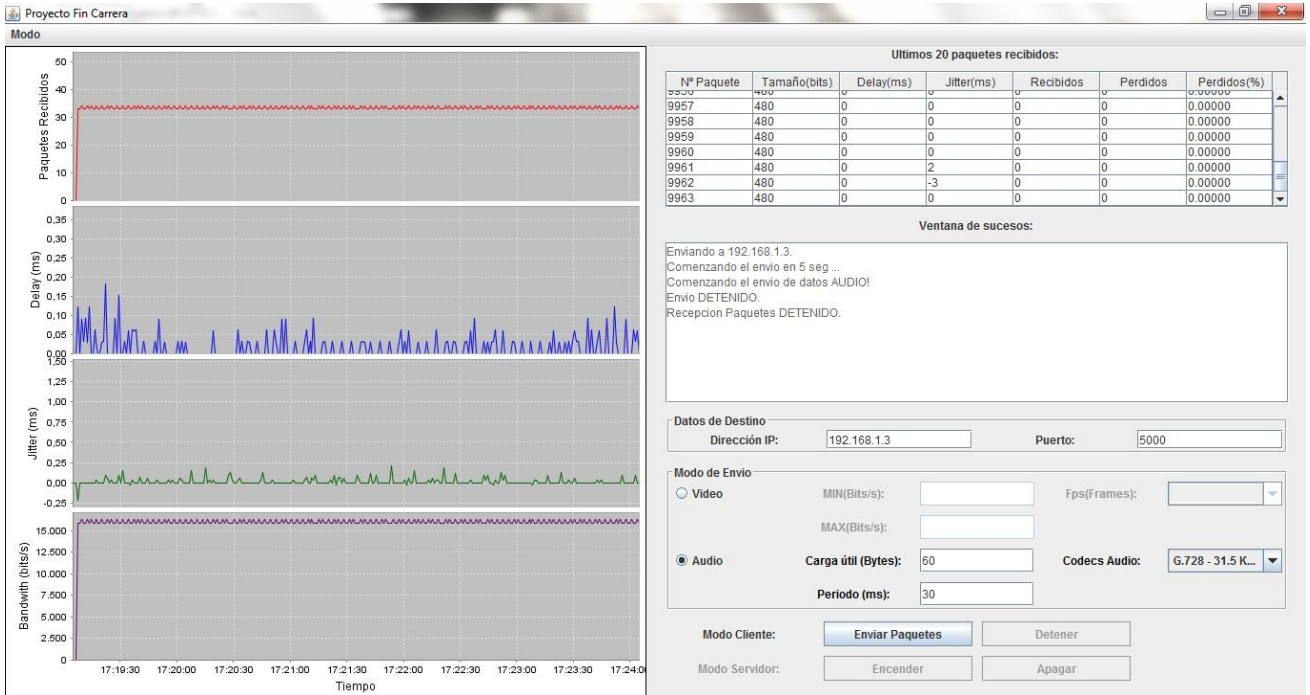 Proyecto Fin Carrera
Modo
Paquetes Recibidos
50
40
30
20
10
0
Delay (ms)
0,35
0,30
0,25
0,20
0,15
0,10
0,05
0,00
Jitter (ms)
1,50
1,25
1,00
0,75
0,50
0,25
0,00
-0,25
Bandwith (bits/s)
15.000
12.500
10.000
7.500
5.000
2.500
0
17:19:30 17:20:00 17:20:30 17:21:00 17:21:30 17:22:00 17:22:30 17:23:00 17:23:30 17:24:00
Tiempo
Ultimos 20 paquetes recibidos:
Nº Paquete Tamaño(bits) Delay(ms) Jitter(ms) Recibidos Perdidos Perdidos(%)
9956 480 0 0 0 0 0.00000
9957 480 0 0 0 0 0.00000
9958 480 0 0 0 0 0.00000
9959 480 0 0 0 0 0.00000
9960 480 0 0 0 0 0.00000
9961 480 0 2 0 0 0.00000
9962 480 0 -3 0 0 0.00000
9963 480 0 0 0 0 0.00000
Ventana de sucesos:
Enviando a 192.168.1.3.
Comenzando el envio en 5 seg ...
Comenzando el envio de datos AUDIO!
Envio DETENIDO.
Recepcion Paquetes DETENIDO.
Datos de Destino
Dirección IP: 192.168.1.3 Puerto: 5000
Modo de Envio
Video MIN(Bits/s): Fps(Frames):
MAX(Bits/s):
Audio Carga útil (Bytes): 60 Codecs Audio: G.728 - 31.5 K...
Periodo (ms): 30
Modo Cliente: Enviar Paquetes Detener
Modo Servidor: Encender Apagar